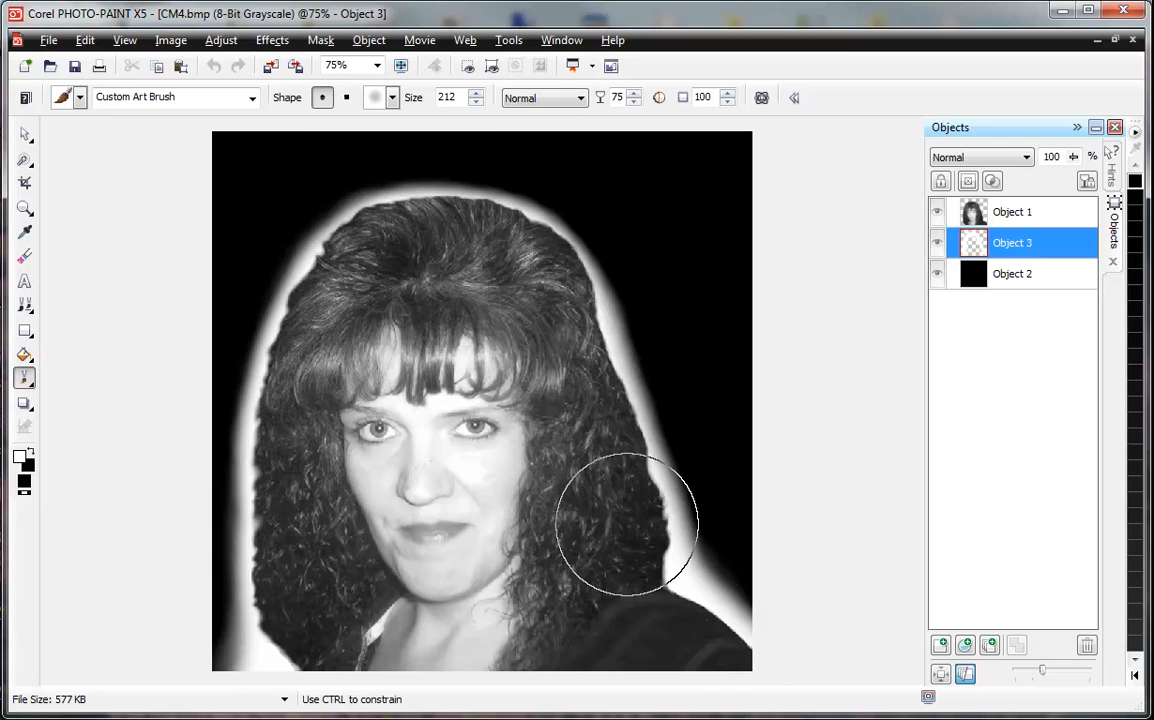 Corel PHOTO-PAINT X5 - [CM4.bmp (8-Bit Grayscale) @75% - Object 3]
File Edit View Image Adjust Effects Mask Object Movie Web Tools Window Help
75%
Custom Art Brush Shape Size 212 Normal 75 100
Objects
Normal 100 %
Hints
Objects
Object 1
Object 3
Object 2
File Size: 577 KB Use CTRL to constrain